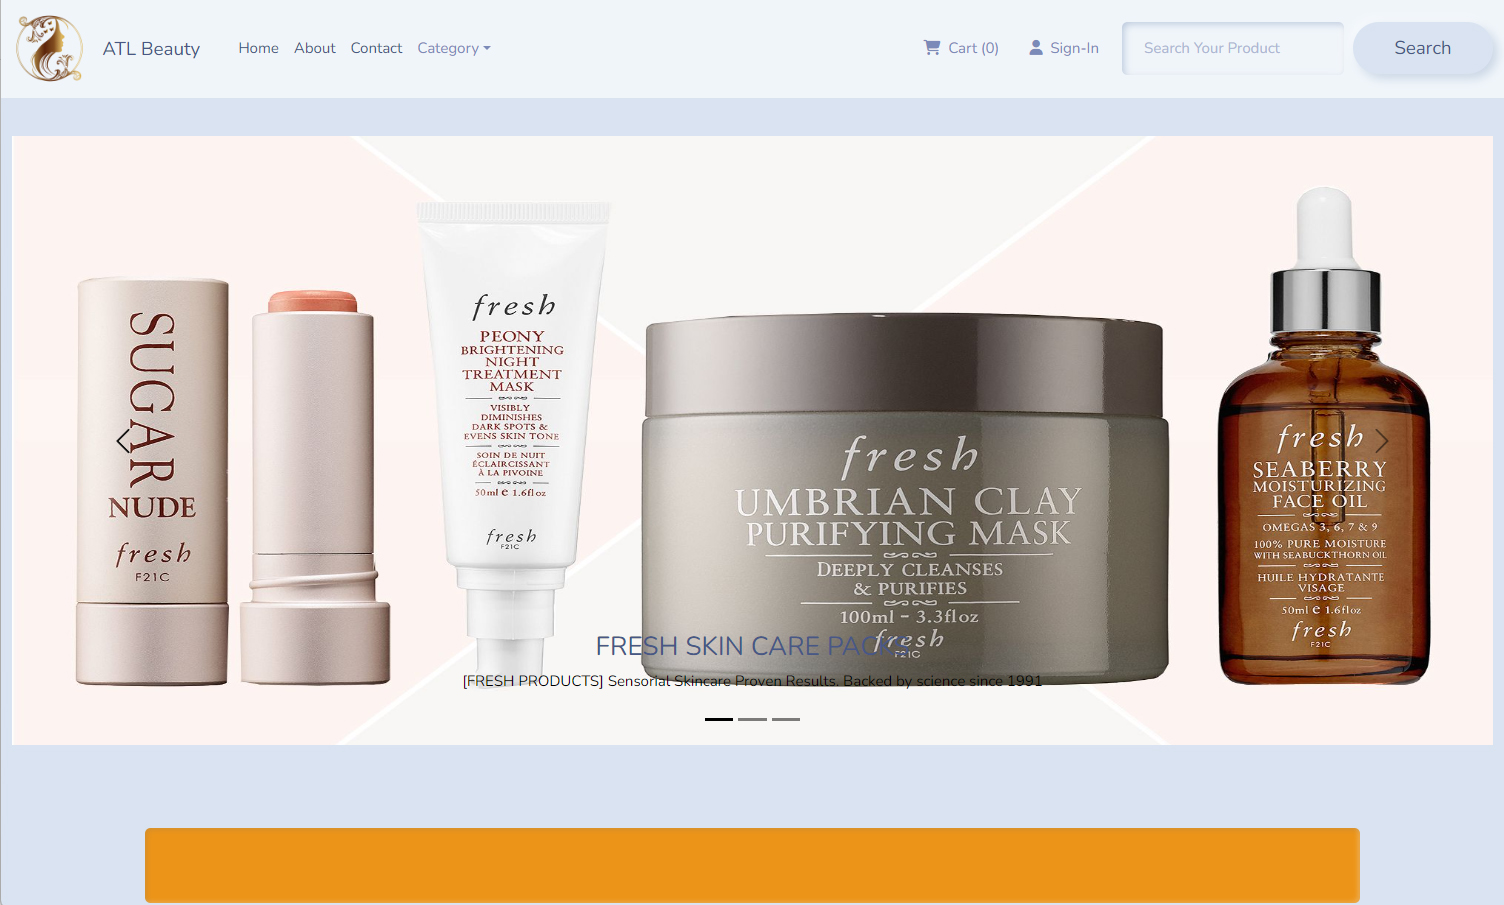 ATL Beauty
Home
About
Contact
Category
Cart (0)
Sign-In
Search Your Product
Search
SUGAR
NUDE
fresh
F21C
fresh
PEONY
BRIGHTENING
NIGHT
TREATMENT
MASK
VISIBLY
DIMINISHES
DARK SPOTS &
EVENS SKIN TONE
SOIN DE NUIT
ÉCLAIRCISSANT
À LA PIVOINE
50ml e 1.6fl oz
fresh
F21C
fresh
UMBRIAN CLAY
PURIFYING MASK
DEEPLY CLEANSES
& PURIFIES
100ml - 3.3fl oz
fresh
F21C
fresh
SEABERRY
MOISTURIZING
FACE OIL
OMEGAS 3, 6, 7 & 9
100% PURE MOISTURE
WITH SEABUCKTHORN OIL
HUILE HYDRATANTE
VISAGE
50ml e 1.6fl oz
fresh
F21C
FRESH SKIN CARE PACKS
[FRESH PRODUCTS] Sensorial Skincare Proven Results. Backed by science since 1991